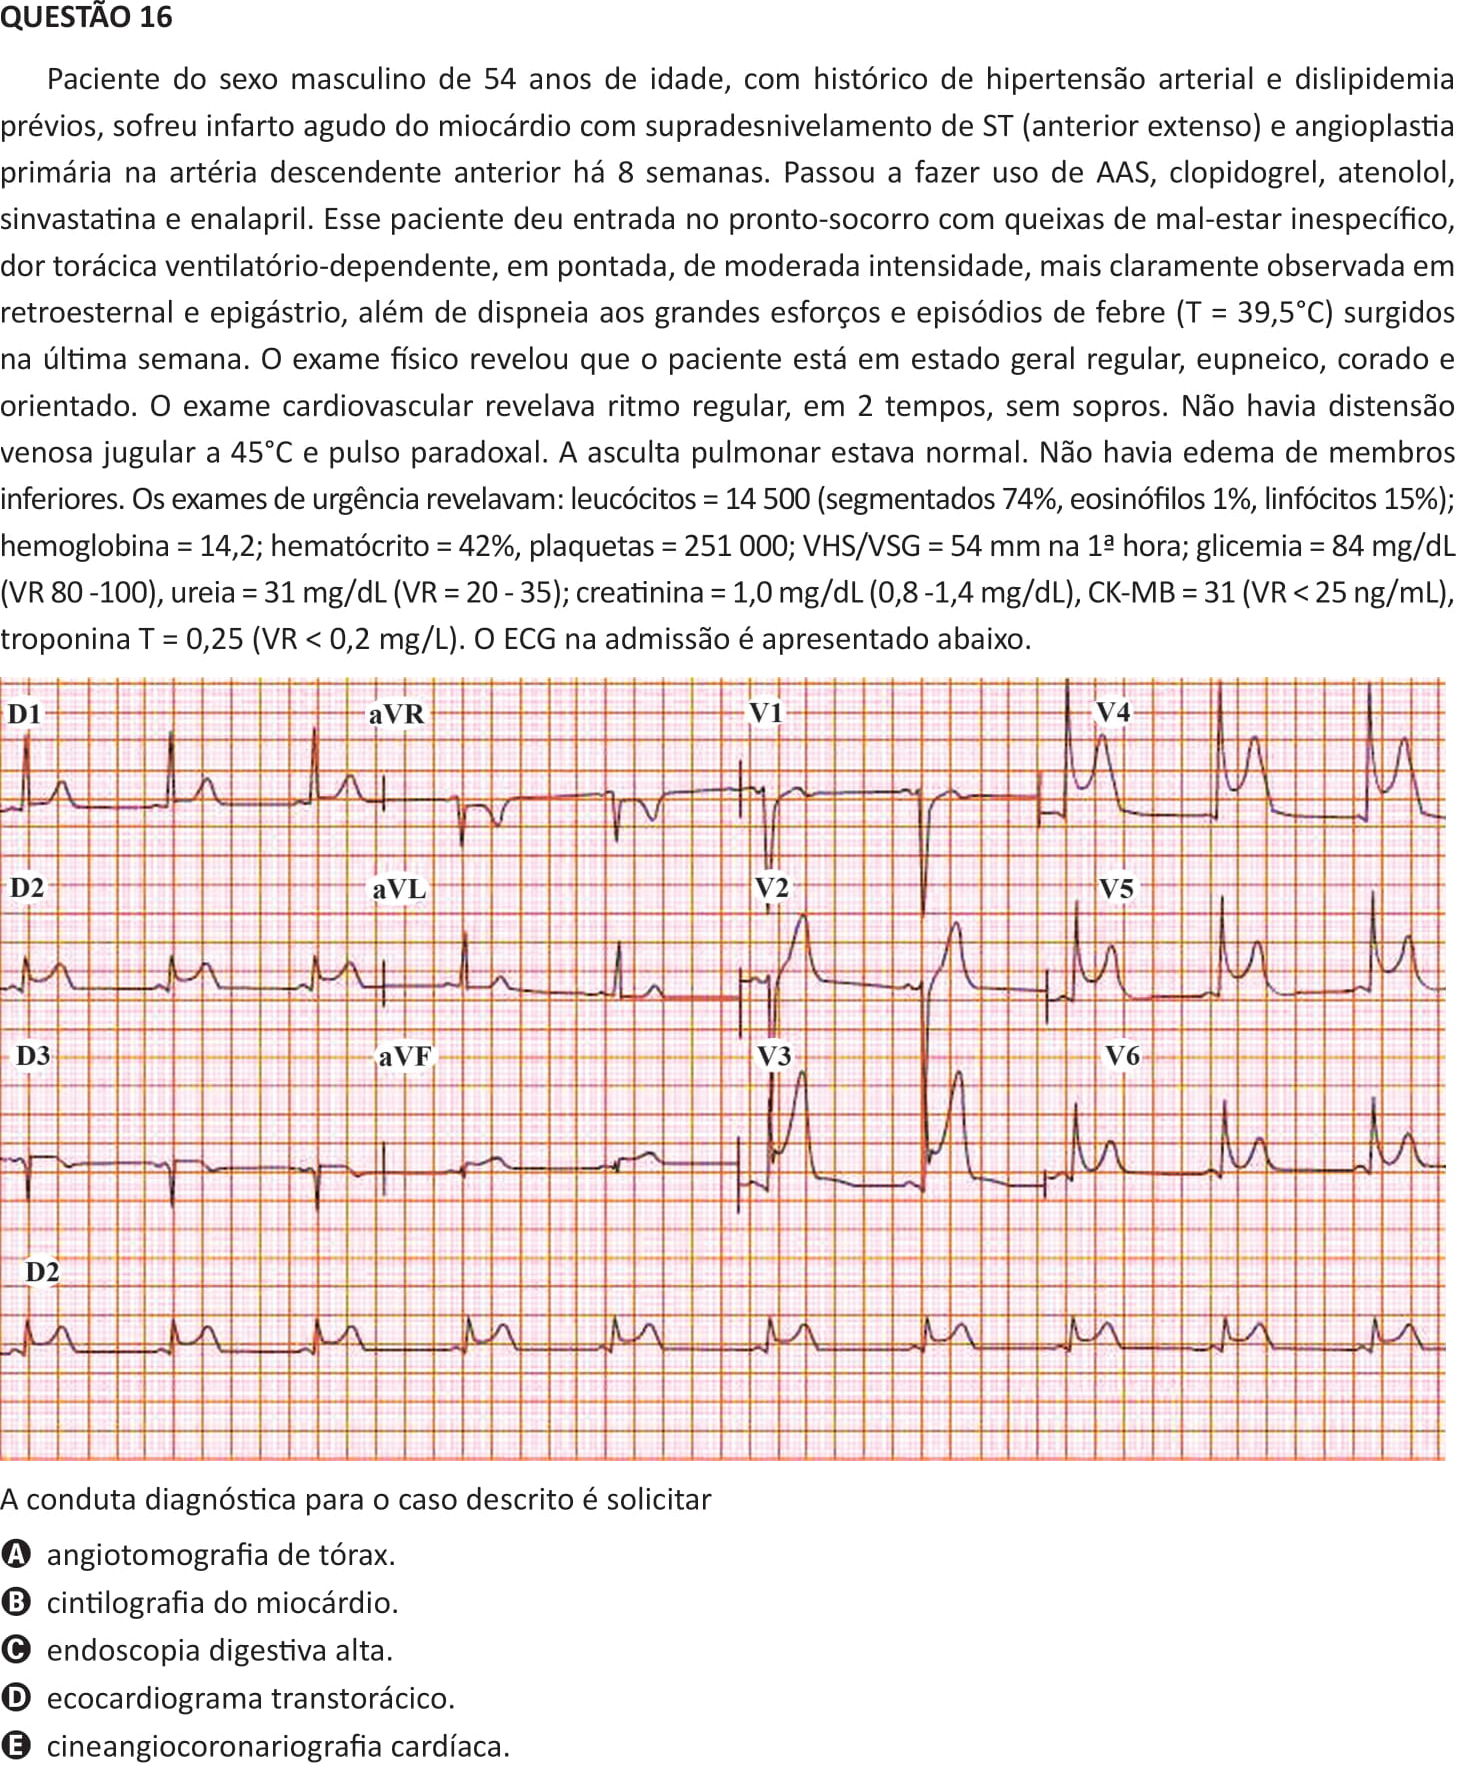 QUESTÃO 16
Paciente do sexo masculino de 54 anos de idade, com histórico de hipertensão arterial e dislipidemia
prévios, sofreu infarto agudo do miocárdio com supradesnivelamento de ST (anterior extenso) e angioplastia
primária na artéria descendente anterior há 8 semanas. Passou a fazer uso de AAS, clopidogrel, atenolol,
sinvastatina e enalapril. Esse paciente deu entrada no pronto-socorro com queixas de mal-estar inespecífico,
dor torácica ventilatório-dependente, em pontada, de moderada intensidade, mais claramente observada em
retroesternal e epigástrio, além de dispneia aos grandes esforços e episódios de febre (T = 39,5°C) surgidos
na última semana. O exame físico revelou que o paciente está em estado geral regular, eupneico, corado e
orientado. O exame cardiovascular revelava ritmo regular, em 2 tempos, sem sopros. Não havia distensão
venosa jugular a 45°C e pulso paradoxal. A asculta pulmonar estava normal. Não havia edema de membros
inferiores. Os exames de urgência revelavam: leucócitos = 14 500 (segmentados 74%, eosinófilos 1%, linfócitos 15%);
hemoglobina = 14,2; hematócrito = 42%, plaquetas = 251 000; VHS/VSG = 54 mm na 1ª hora; glicemia = 84 mg/dL
(VR 80 -100), ureia = 31 mg/dL (VR = 20 - 35); creatinina = 1,0 mg/dL (0,8 -1,4 mg/dL), CK-MB = 31 (VR < 25 ng/mL),
troponina T = 0,25 (VR < 0,2 mg/L). O ECG na admissão é apresentado abaixo.
D1 aVR V1 V4
D2 aVL V2 V5
D3 aVF V3 V6
D2
A conduta diagnóstica para o caso descrito é solicitar
A angiotomografia de tórax.
B cintilografia do miocárdio.
C endoscopia digestiva alta.
D ecocardiograma transtorácico.
E cineangiocoronariografia cardíaca.